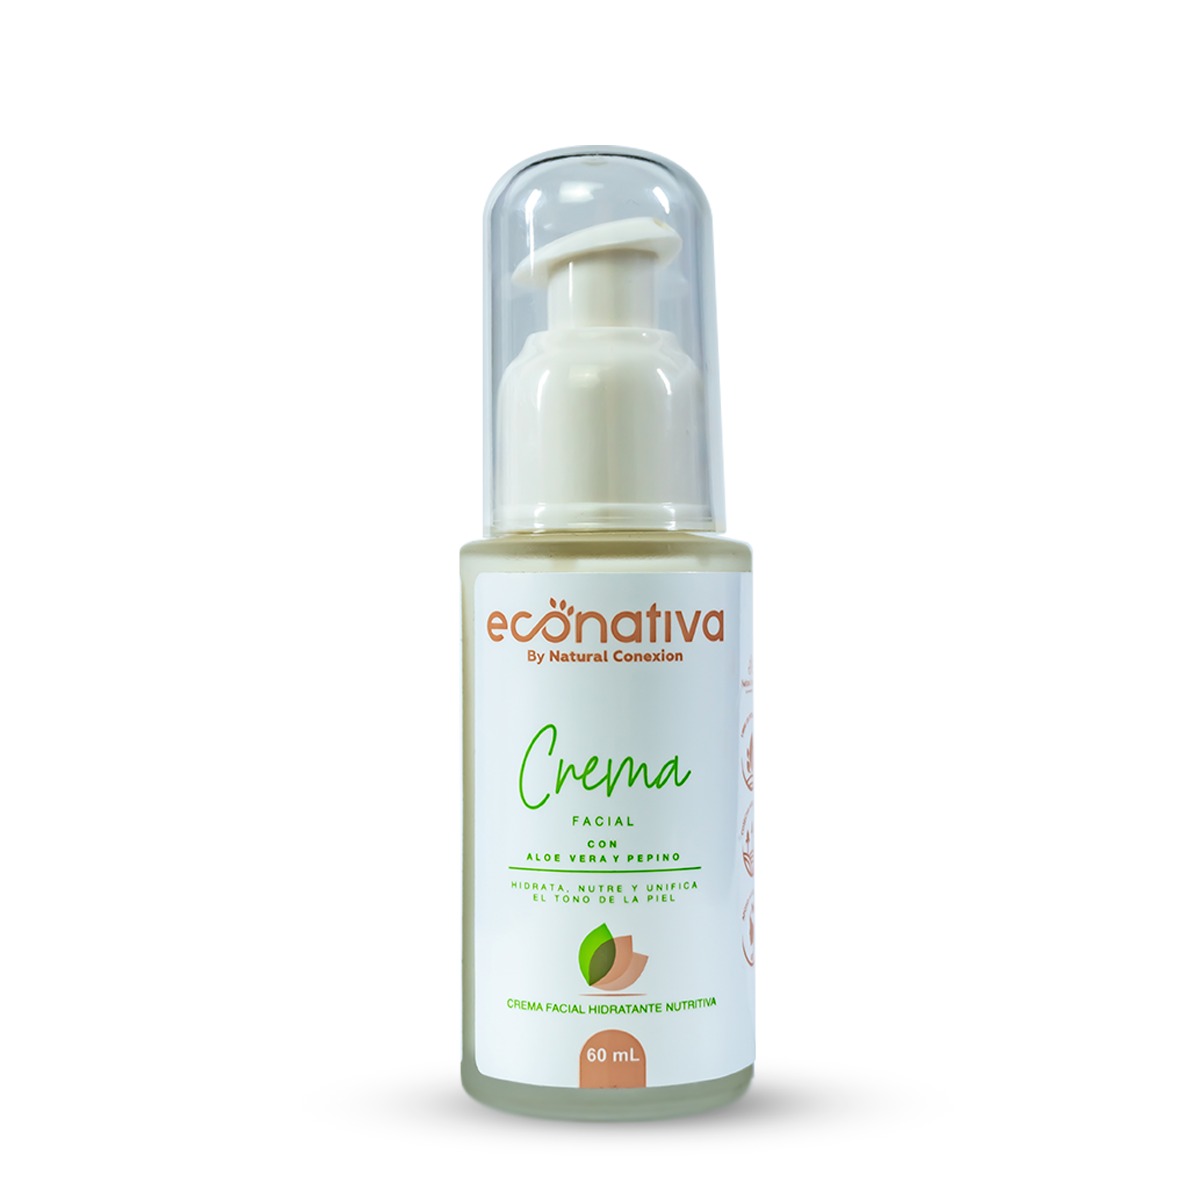 econativa
By Natural Conexion
Crema
FACIAL
CON
ALOE VERA Y PEPINO
HIDRATA, NUTRE Y UNIFICA
EL TONO DE LA PIEL
CREMA FACIAL HIDRATANTE NUTRITIVA
60 mL